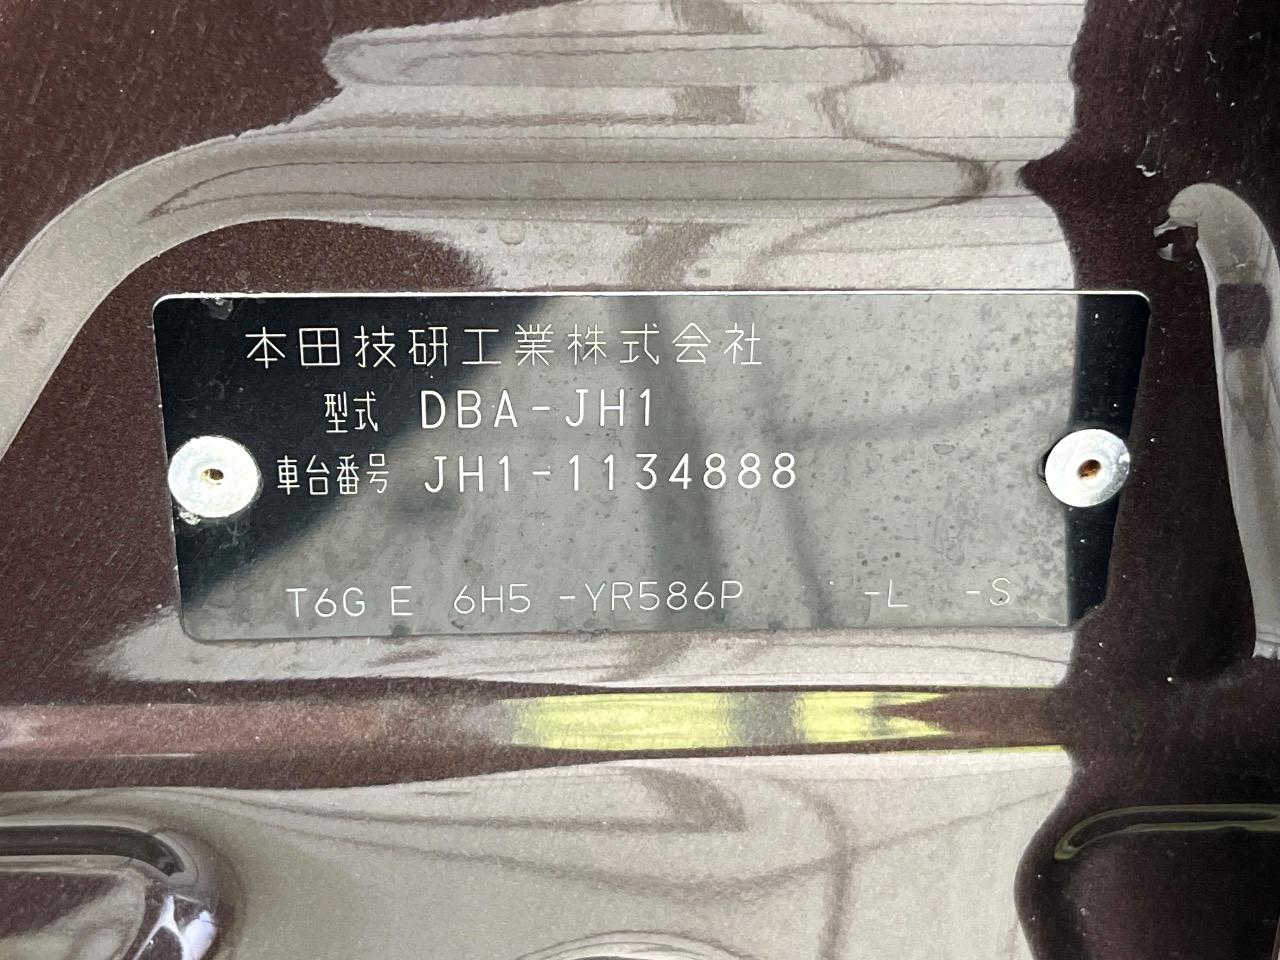 本田技研工業株式会社
型式 DBA-JH1
車台番号 JH1-1134888
T6G E 6H5 -YR586P -L -S